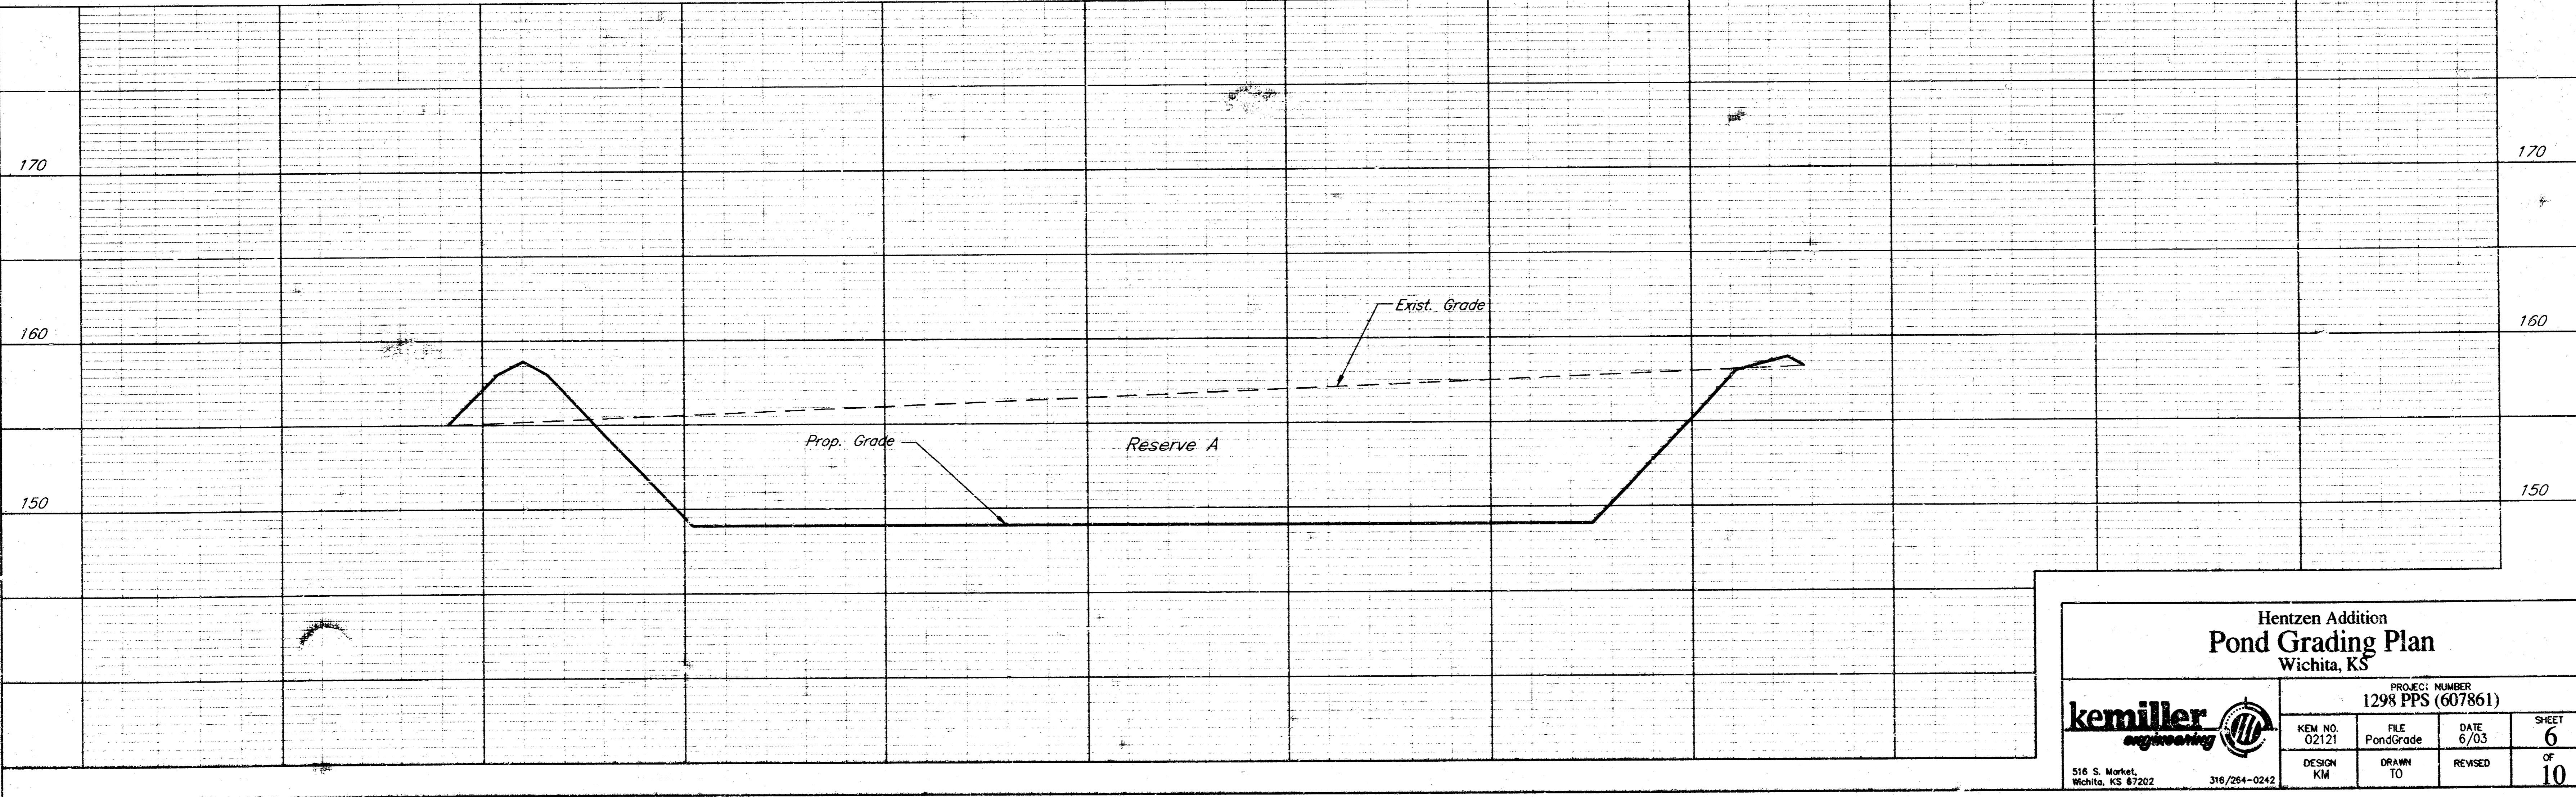 170
170
Exist. Grade
160
160
Prop. Grade
Reserve A
150
150
Hentzen Addition
Pond Grading Plan
Wichita, KS
PROJECT NUMBER
1298 PPS (607861)
kemiller
engineering
516 S. Market,
Wichita, KS 67202
316/264-0242
KEM NO.
02121
FILE
PondGrade
DATE
6/03
SHEET
6
OF
10
DESIGN
KM
DRAWN
TO
REVISED